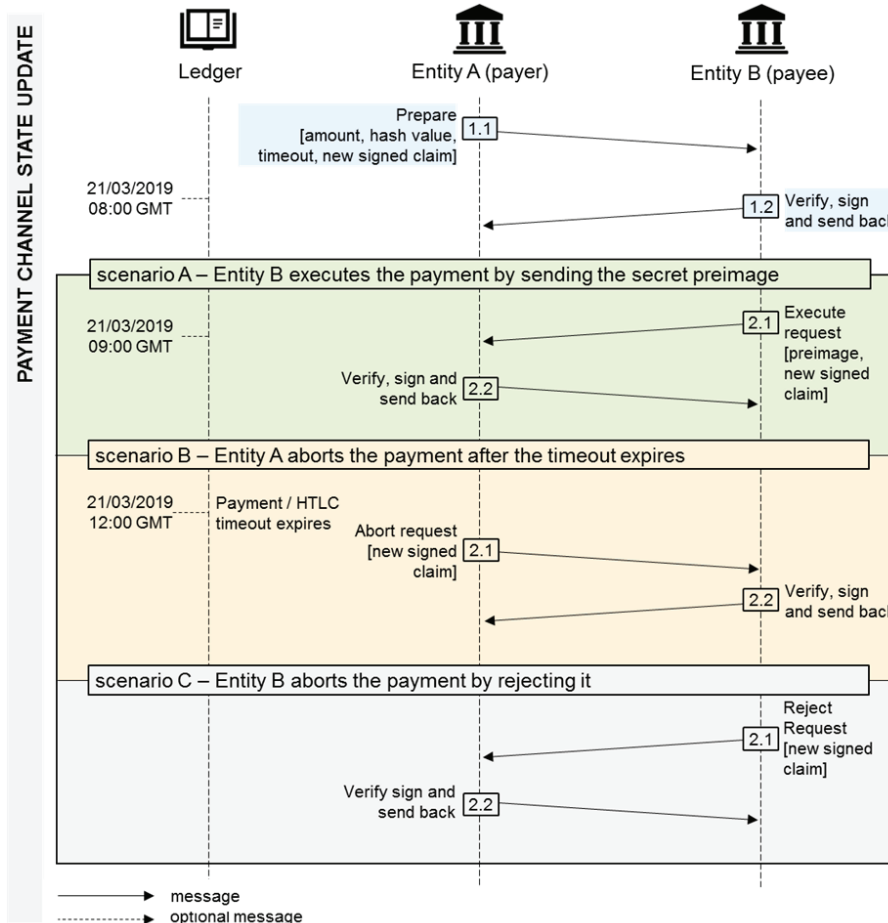 PAYMENT CHANNEL STATE UPDATE
Ledger
Entity A (payer)
Entity B (payee)
Prepare
[amount, hash value,
timeout, new signed claim]
1.1
21/03/2019
08:00 GMT
1.2
Verify, sign
and send back
scenario A – Entity B executes the payment by sending the secret preimage
21/03/2019
09:00 GMT
2.1
Execute
request
[preimage,
new signed
claim]
Verify, sign and
send back
2.2
scenario B – Entity A aborts the payment after the timeout expires
21/03/2019
12:00 GMT
Payment / HTLC
timeout expires
Abort request
[new signed
claim]
2.1
2.2
Verify, sign
and send back
scenario C – Entity B aborts the payment by rejecting it
2.1
Reject
Request
[new signed
claim]
Verify sign and
send back
2.2
message
optional message